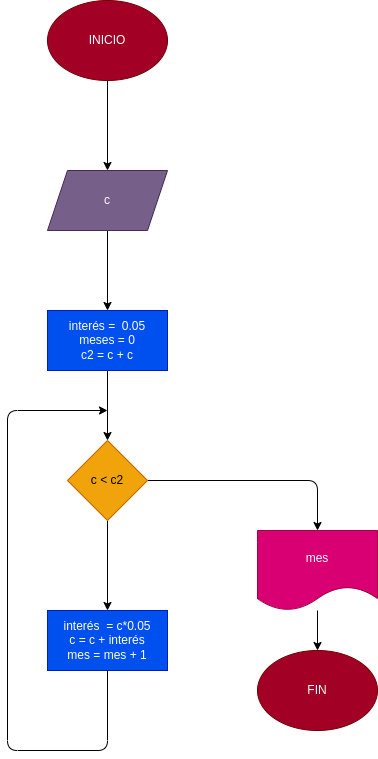 INICIO
c
interés = 0.05
meses = 0
c2 = c + c
c < c2
mes
interés = c*0.05
c = c + interés
mes = mes + 1
FIN